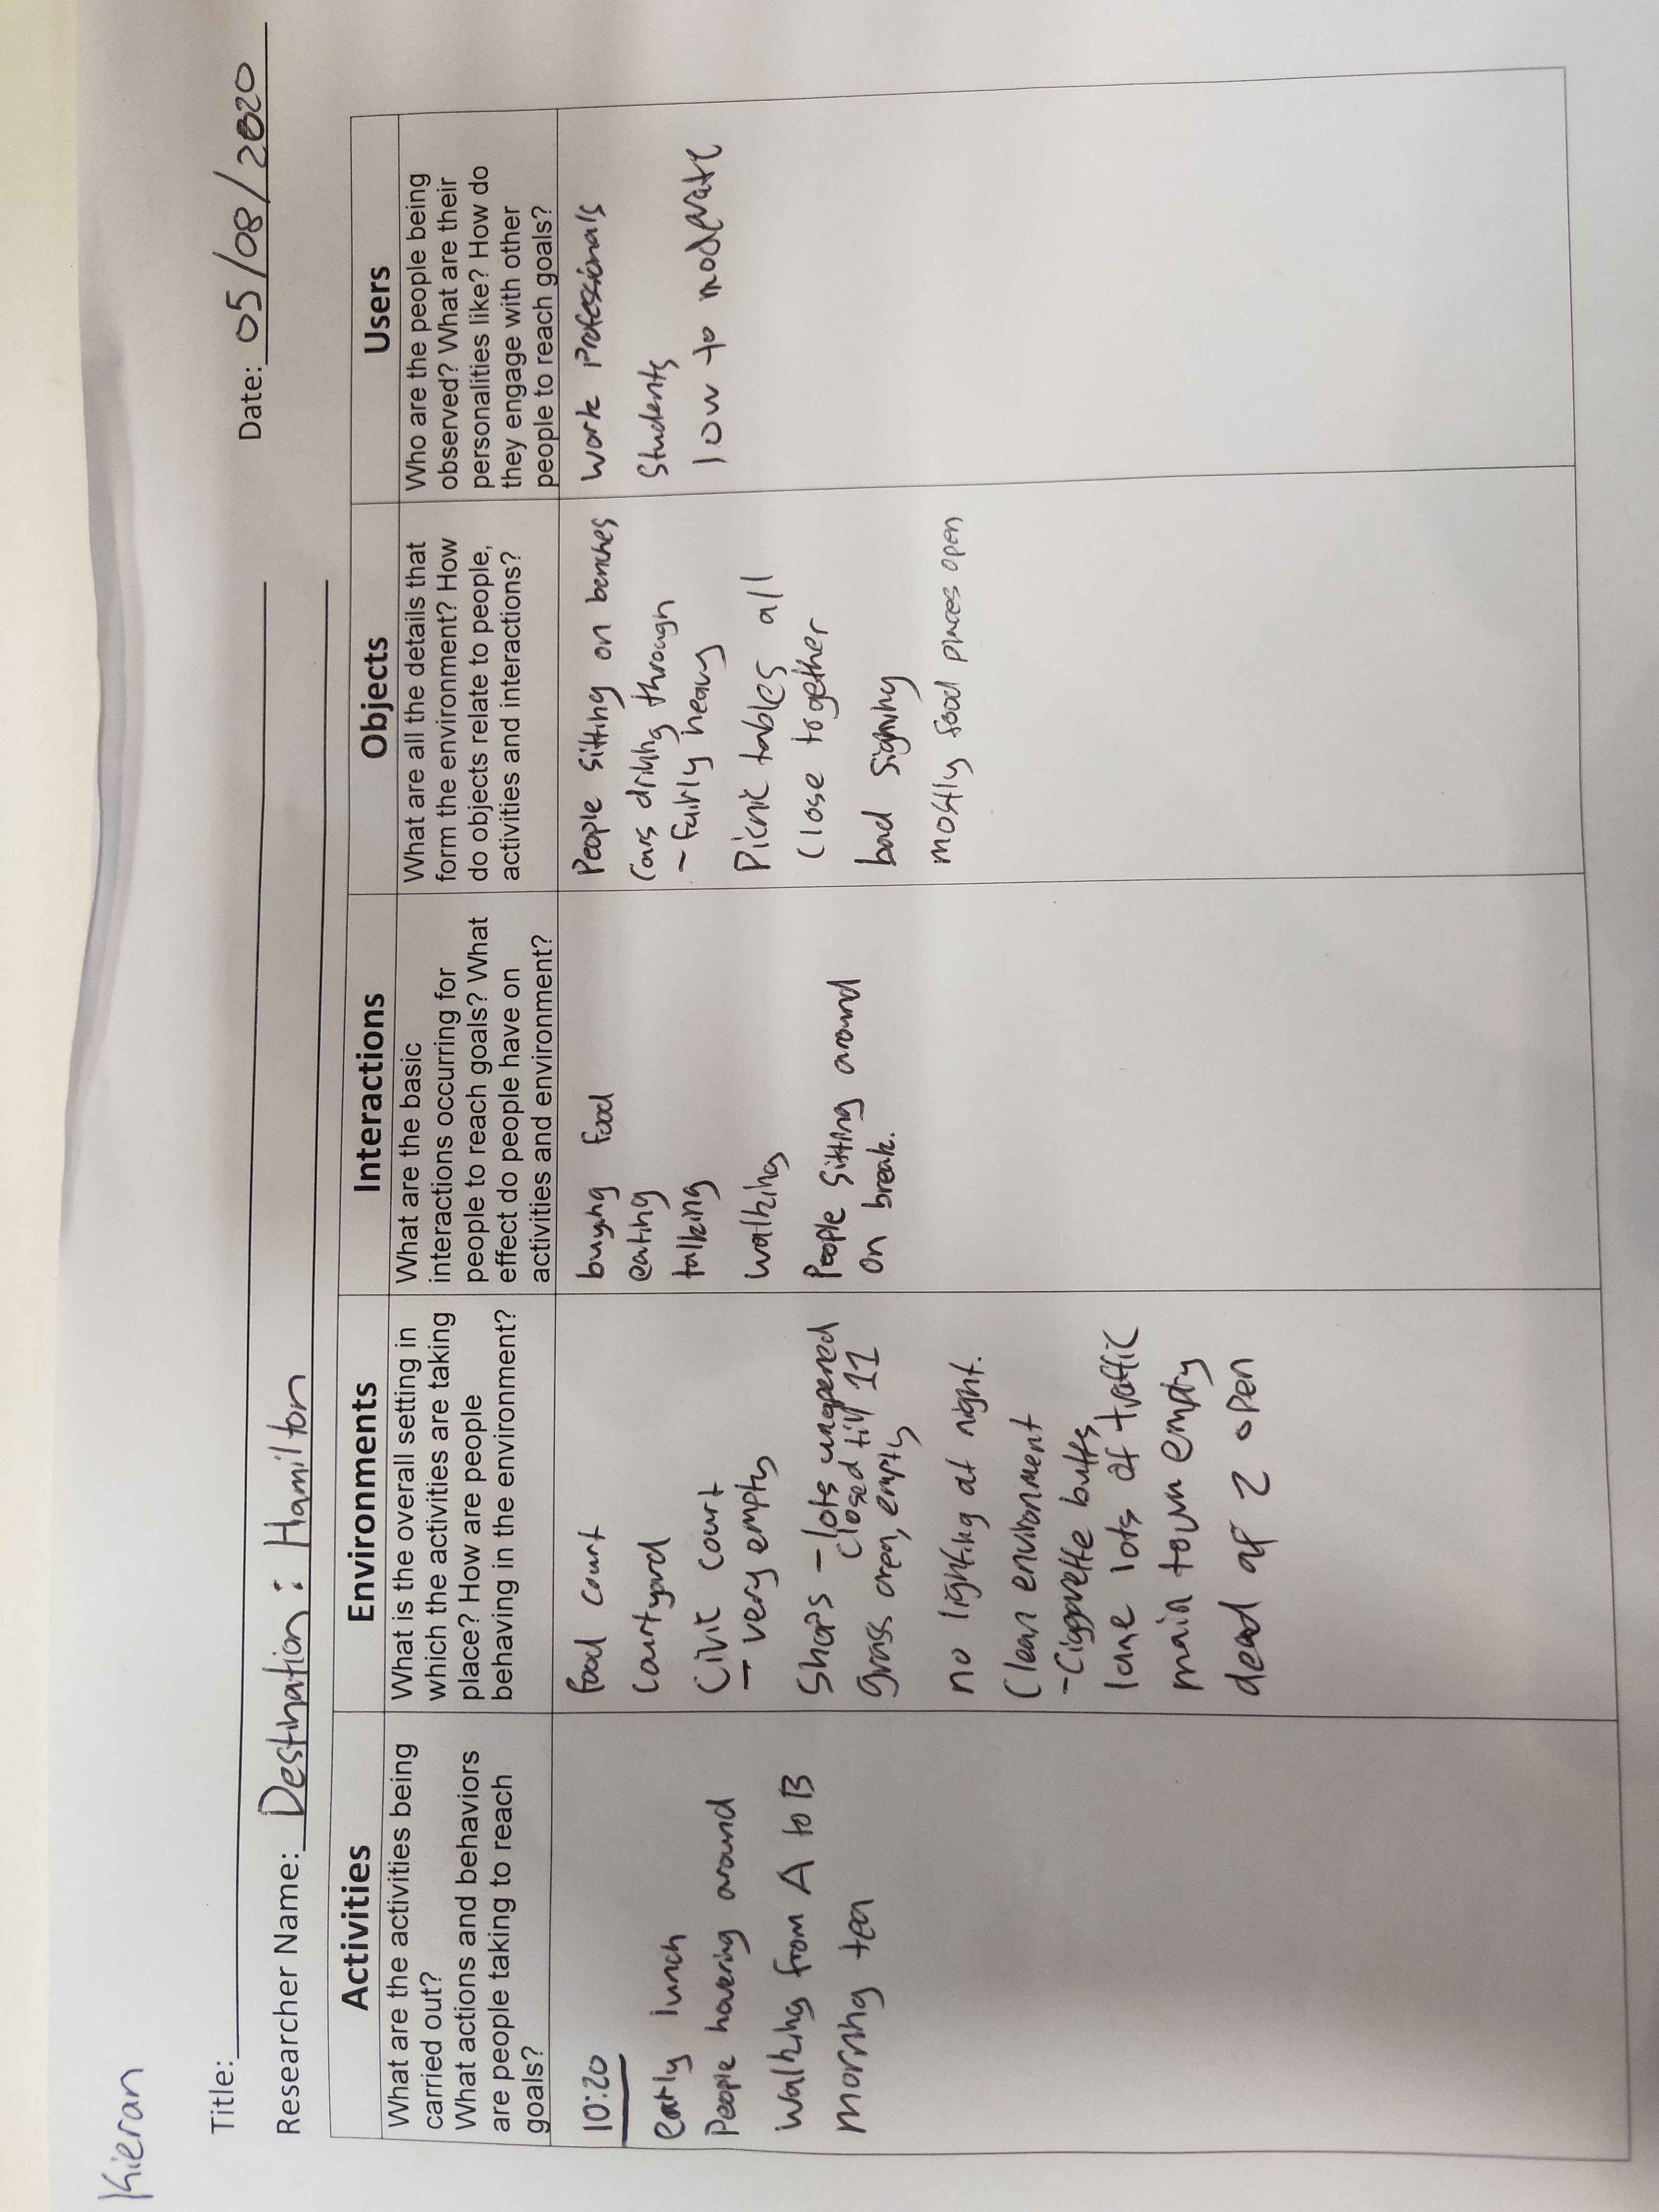 Kieran
Title:
Date: 05/08/2020
Researcher Name: Destination: Hamilton
Activities
What are the activities being
carried out?
What actions and behaviors
are people taking to reach
goals?
10:20
early lunch
People hovering around
Walking from A to B
morning tea
Environments
What is the overall setting in
which the activities are taking
place? How are people
behaving in the environment?
food court
Courtyard
Civic court
- very empty
Shops - lots unopened
closed till 11
grass area, empty
no lighting at night.
Clean environment
- Ciggarette butts
lane lots of traffic
main town empty
dead af 2 open
Interactions
What are the basic
interactions occurring for
people to reach goals? What
effect do people have on
activities and environment?
buying food
eating
talking
walking
People sitting around
on break.
Objects
What are all the details that
form the environment? How
do objects relate to people,
activities and interactions?
People sitting on benches
Cars driving through
- fairly heavy
Picnic tables all
Close together
bad signing
mostly food places open
Users
Who are the people being
observed? What are their
personalities like? How do
they engage with other
people to reach goals?
work Professionals
Students
low to moderate